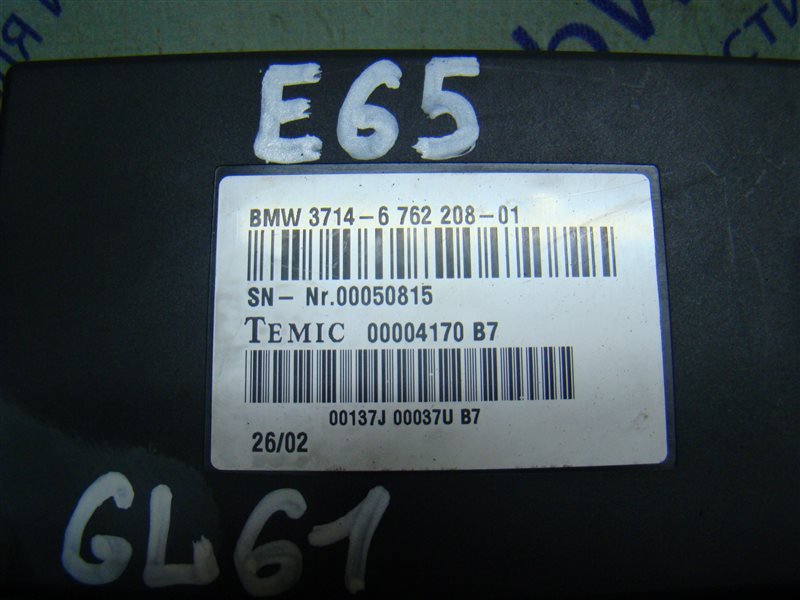 E65
BMW 3714-6 762 208-01
SN- Nr.00050815
TEMIC 00004170 B7
00137J 00037U B7
26/02
GL61